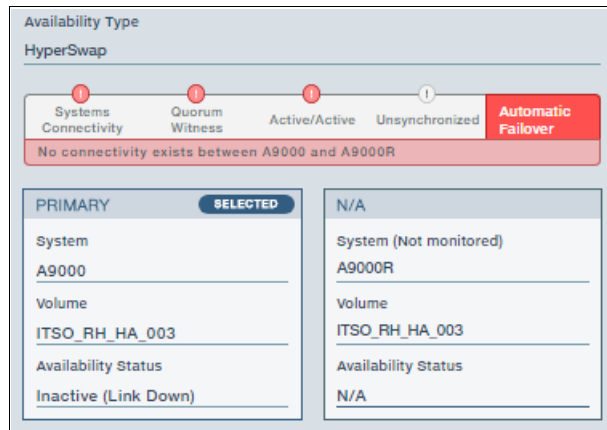 Availability Type
HyperSwap
! ! ! !
Systems Connectivity
Quorum Witness
Active/Active
Unsynchronized
Automatic Failover
No connectivity exists between A9000 and A9000R
PRIMARY SELECTED
System
A9000
Volume
ITSO_RH_HA_003
Availability Status
Inactive (Link Down)
N/A
System (Not monitored)
A9000R
Volume
ITSO_RH_HA_003
Availability Status
N/A